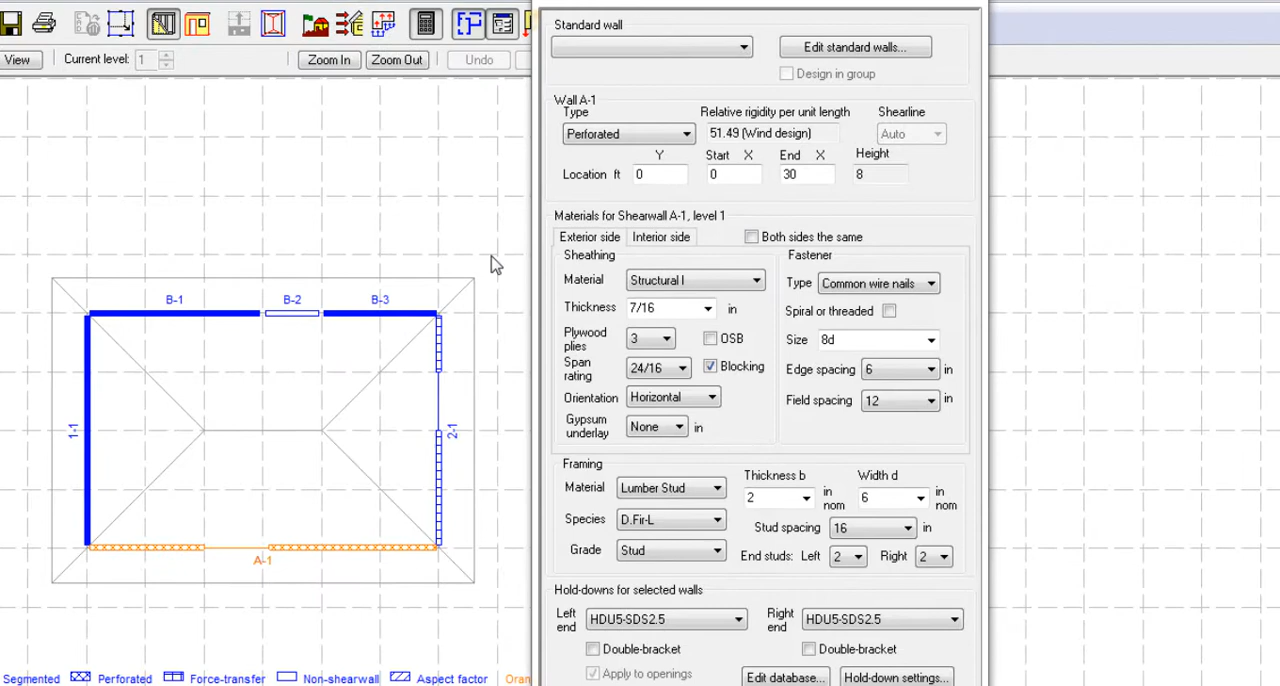 View
Current level: 1
Zoom In
Zoom Out
Undo
B-1
B-2
B-3
1-1
2-1
A-1
Segmented
Perforated
Force-transfer
Non-shearwall
Aspect factor
Oran
Standard wall
Edit standard walls...
Design in group
Wall A-1
Type
Relative rigidity per unit length
Shearline
Perforated
51.49 (Wind design)
Auto
Y
Start X
End X
Height
Location ft
0
0
30
8
Materials for Shearwall A-1, level 1
Exterior side
Interior side
Both sides the same
Sheathing
Material
Structural I
Thickness
7/16
in
Plywood
plies
3
OSB
Span
rating
24/16
Blocking
Orientation
Horizontal
Gypsum
underlay
None
in
Fastener
Type
Common wire nails
Spiral or threaded
Size
8d
Edge spacing
6
in
Field spacing
12
in
Framing
Material
Lumber Stud
Species
D.Fir-L
Grade
Stud
Thickness b
2
in
nom
Width d
6
in
nom
Stud spacing
16
in
End studs: Left
2
Right
2
Hold-downs for selected walls
Left
end
HDU5-SDS2.5
Right
end
HDU5-SDS2.5
Double-bracket
Double-bracket
Apply to openings
Edit database...
Hold-down settings...